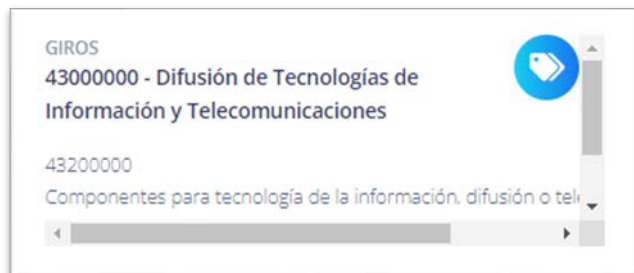 GIROS
43000000 - Difusión de Tecnologías de
Información y Telecomunicaciones
43200000
Componentes para tecnología de la información, difusión o